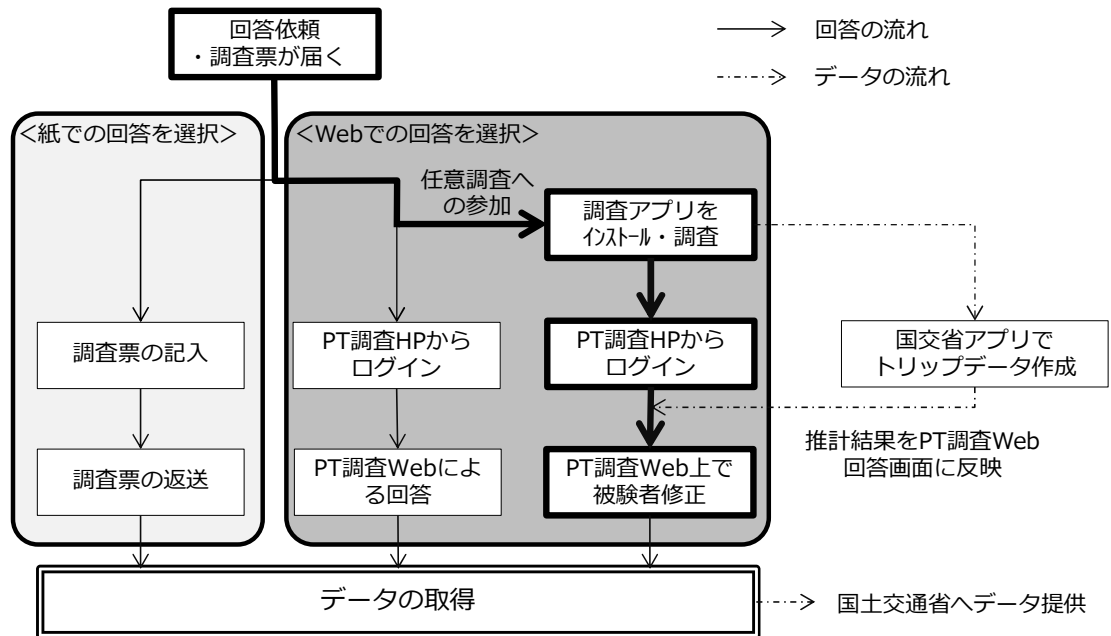 回答依頼
・調査票が届く
回答の流れ
データの流れ
<紙での回答を選択>
<Webでの回答を選択>
任意調査へ
の参加
調査アプリを
ｲﾝｽﾄｰﾙ・調査
調査票の記入
PT調査HPから
ログイン
PT調査HPから
ログイン
国交省アプリで
トリップデータ作成
調査票の返送
PT調査Webによ
る回答
PT調査Web上で
被験者修正
推計結果をPT調査Web
回答画面に反映
データの取得
国土交通省へデータ提供